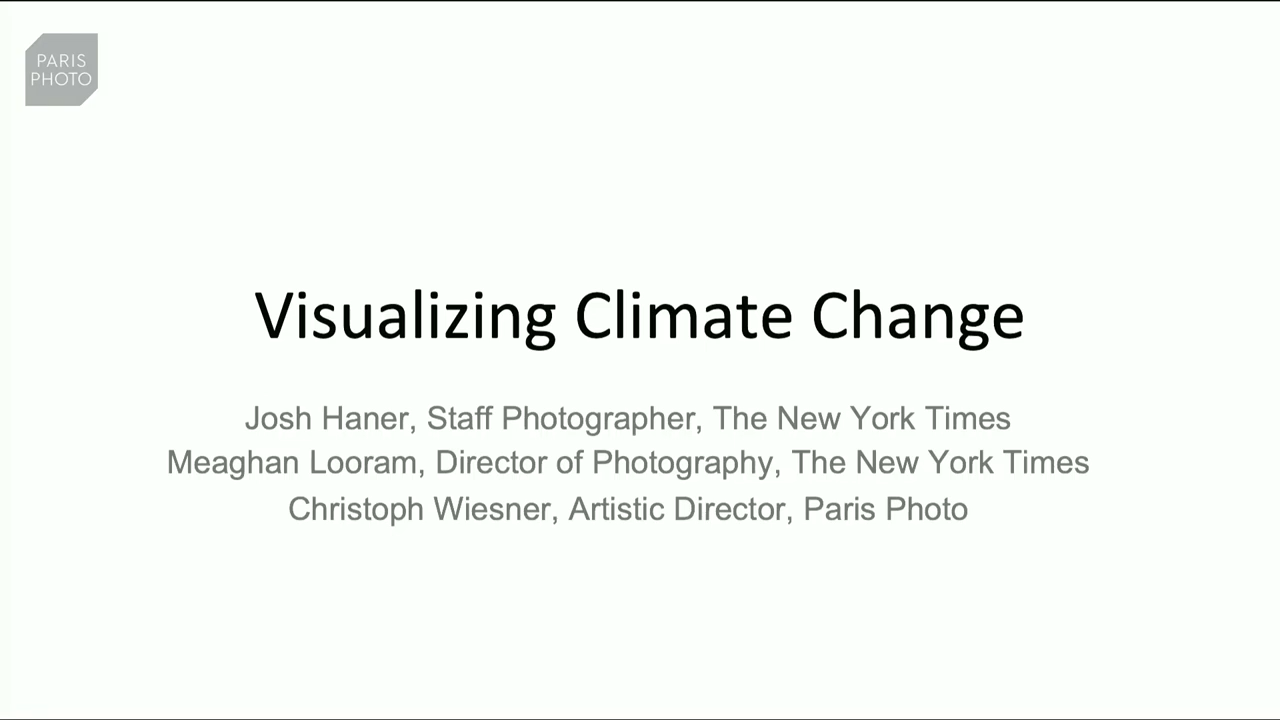 PARIS
PHOTO
Visualizing Climate Change
Josh Haner, Staff Photographer, The New York Times
Meaghan Looram, Director of Photography, The New York Times
Christoph Wiesner, Artistic Director, Paris Photo